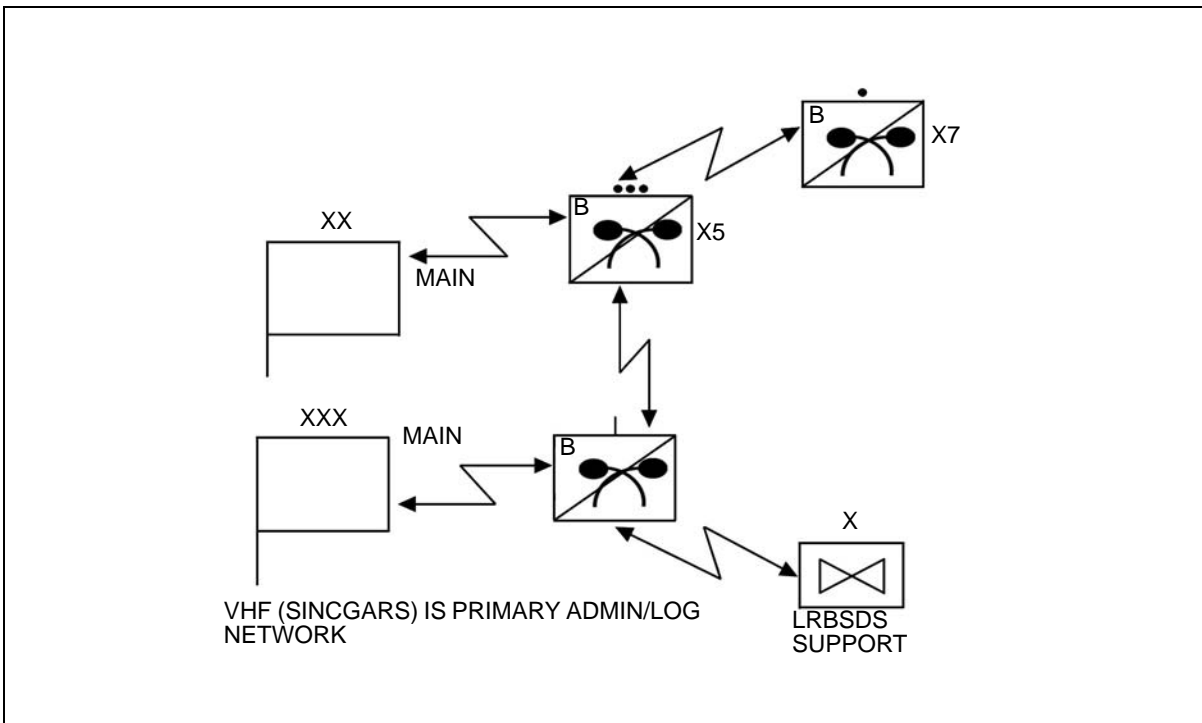 B
X7
B
X5
XX
MAIN
XXX
MAIN
B
X
VHF (SINCGARS) IS PRIMARY ADMIN/LOG
NETWORK
LRBSDS
SUPPORT